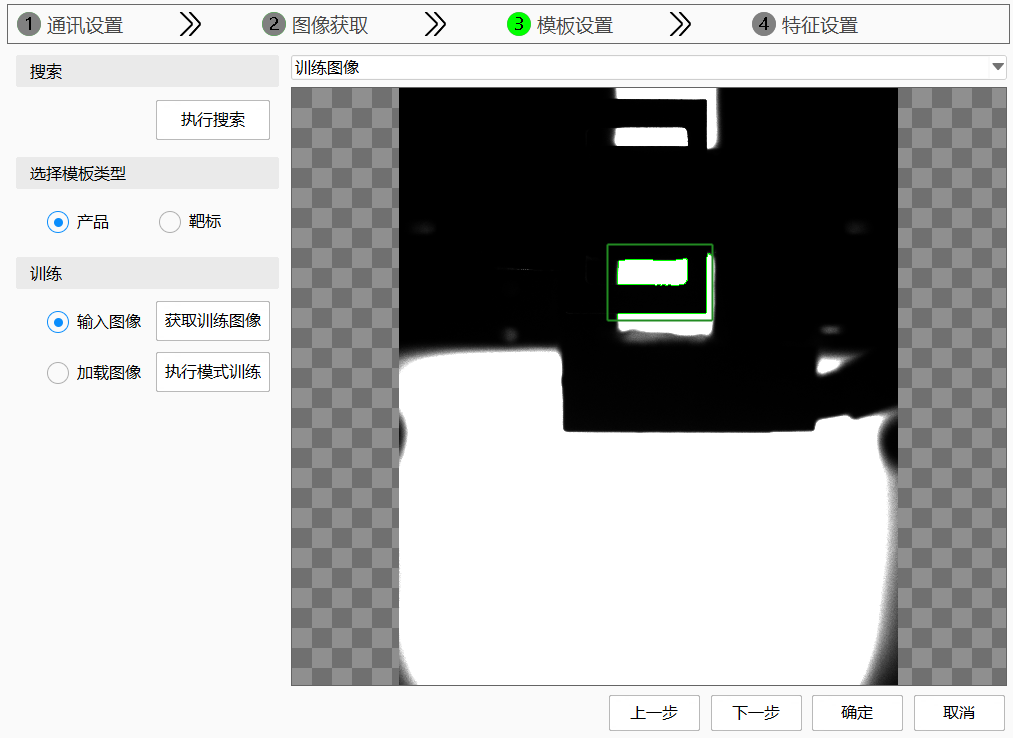 1 通讯设置 2 图像获取 3 模板设置 4 特征设置
搜索
执行搜索
选择模板类型
产品 靶标
训练
输入图像 获取训练图像
加载图像 执行模式训练
训练图像
上一步 下一步 确定 取消